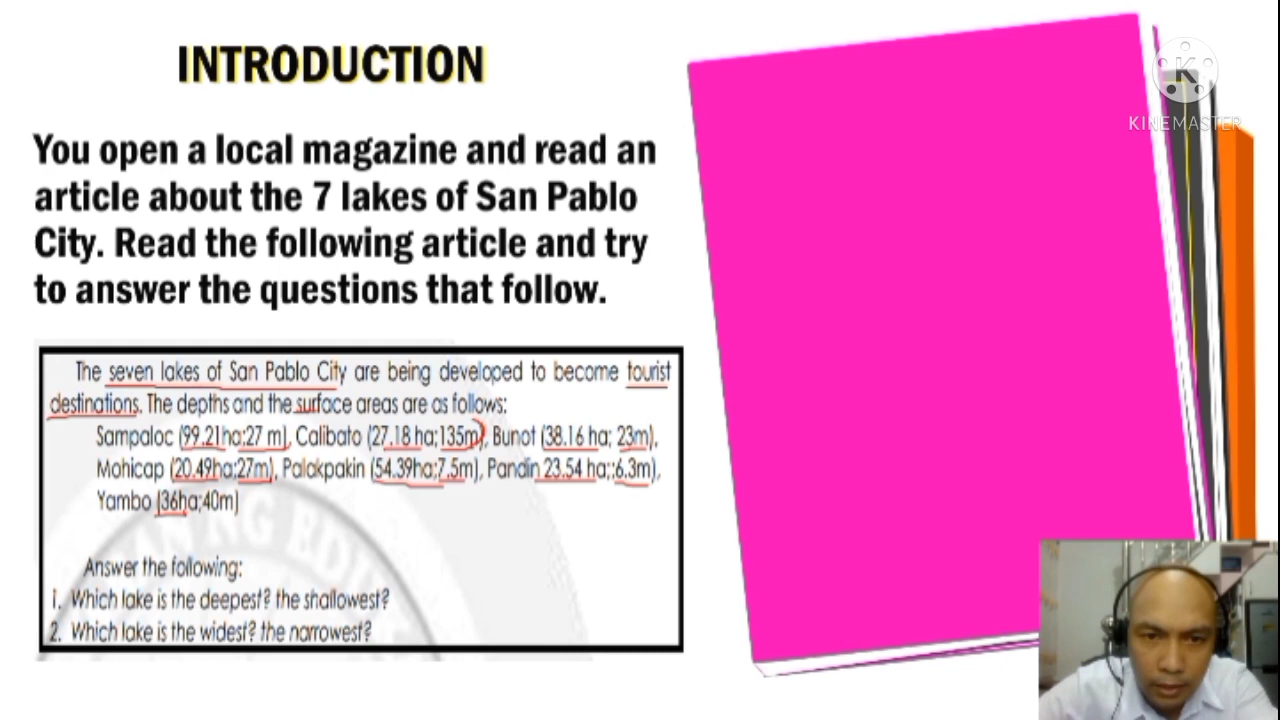 INTRODUCTION
You open a local magazine and read an
article about the 7 lakes of San Pablo
City. Read the following article and try
to answer the questions that follow.
The seven lakes of San Pablo City are being developed to become tourist
destinations. The depths and the surface areas are as follows:
Sampaloc (99.21ha;27 m), Calibato (27.18 ha;135m), Bunot (38.16 ha; 23m),
Mohicap (20.49ha;27m), Palakpakin (54.39ha;7.5m), Pandin 23.54 ha;;6.3m),
Yambo (36ha;40m)
Answer the following:
1. Which lake is the deepest? the shallowest?
2. Which lake is the widest? the narrowest?
K
KINEMASTER